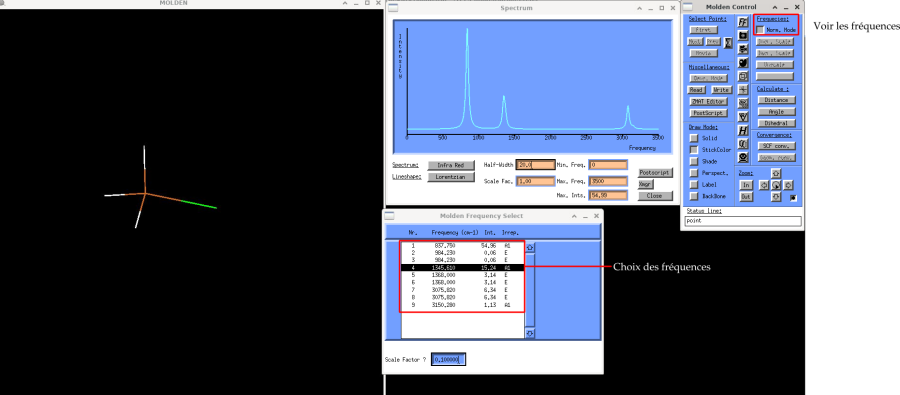 MOLDEN
Spectrum
Molden Control
Voir les fréquences
Select Point:
First
Next
Prev
Movie
Miscellaneous:
Read
Write
ZMAT Editor
PostScript
Draw Mode:
Solid
StickColor
Shade
Perspect.
Label
BackBone
Frequencies:
Norm. Mode
Calculate :
Distance
Angle
Dihedral
Convergence:
SCF conv.
Geom. conv.
Zoom:
In
Out
Status line:
point
Intensity
0 500 1000 1500 2000 2500 3000 3500
Frequency
Spectrum: Infra Red Half-Width 20.0 Min. Freq. 0
Lineshape: Lorentzian Scale Fac. 1.00 Max. Freq. 3500
Max. Ints. 54.99
Postscript
Xmgr
Close
Molden Frequency Select
Nr. Frequency (cm-1) Int. Irrep.
1 837.750 54.96 A1
2 984.230 0.06 E
3 984.230 0.06 E
4 1345.610 15.24 A1
5 1368.000 3.14 E
6 1368.000 3.14 E
7 3075.820 6.34 E
8 3075.820 6.34 E
9 3150.280 1.13 A1
Choix des fréquences
Scale Factor ? 0.100000